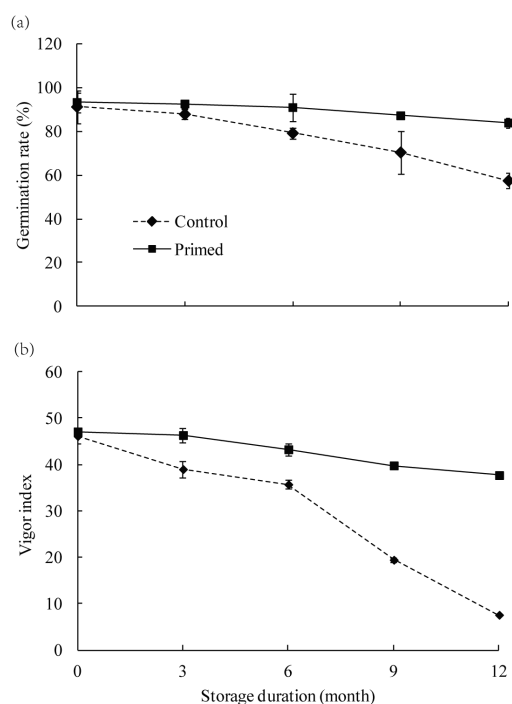 (a)
120
100
80
60
40
20
0
Germination rate (%)
Control
Primed
(b)
60
50
40
30
20
10
0
Vigor index
0 3 6 9 12
Storage duration (month)